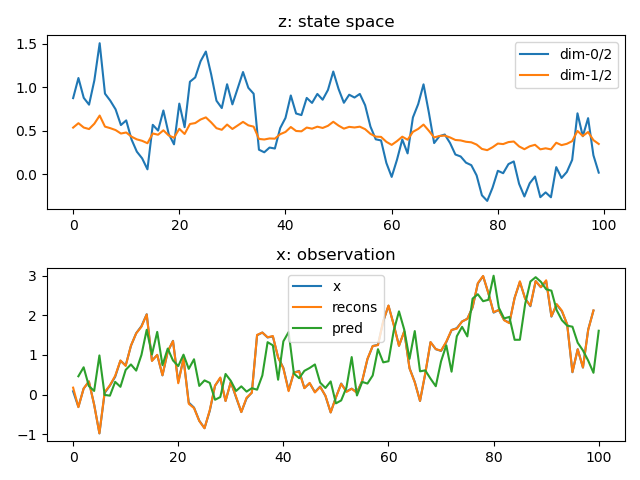 z: state space
1.5
1.0
0.5
0.0
dim-0/2
dim-1/2
0 20 40 60 80 100
x: observation
3
2
1
0
−1
x
recons
pred
0 20 40 60 80 100